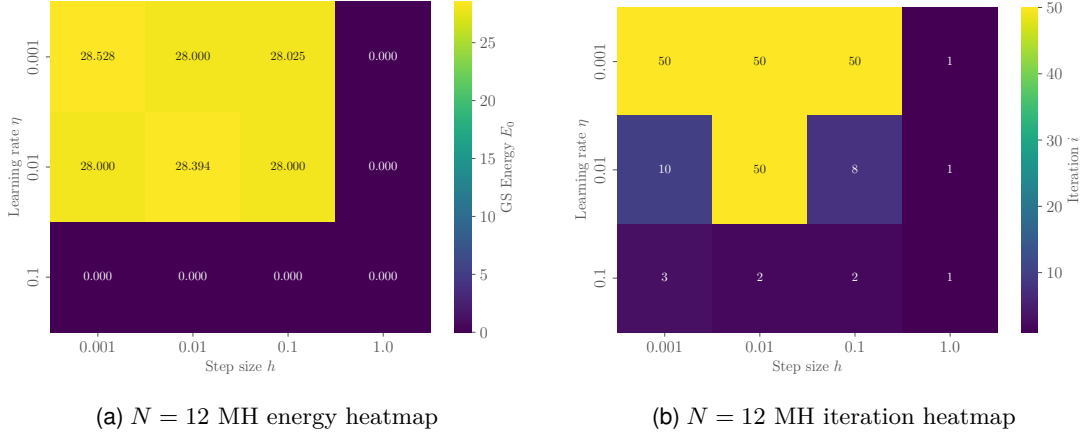 28.528 28.000 28.025 0.000
28.000 28.394 28.000 0.000
0.000 0.000 0.000 0.000
0.001
0.01
0.1
Learning rate η
0.001 0.01 0.1 1.0
Step size h
25
20
15
10
5
0
GS Energy E₀
(a) N = 12 MH energy heatmap
50 50 50 1
10 50 8 1
3 2 2 1
0.001
0.01
0.1
Learning rate η
0.001 0.01 0.1 1.0
Step size h
50
40
30
20
10
Iteration i
(b) N = 12 MH iteration heatmap